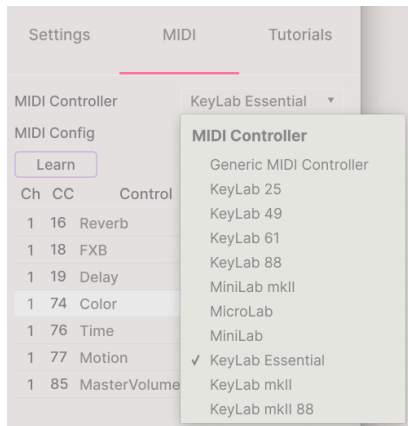 Settings MIDI Tutorials
MIDI Controller KeyLab Essential ▼
MIDI Config
Learn
Ch CC Control
1 16 Reverb
1 18 FXB
1 19 Delay
1 74 Color
1 76 Time
1 77 Motion
1 85 MasterVolume
MIDI Controller
Generic MIDI Controller
KeyLab 25
KeyLab 49
KeyLab 61
KeyLab 88
MiniLab mkII
MicroLab
MiniLab
✓ KeyLab Essential
KeyLab mkII
KeyLab mkII 88